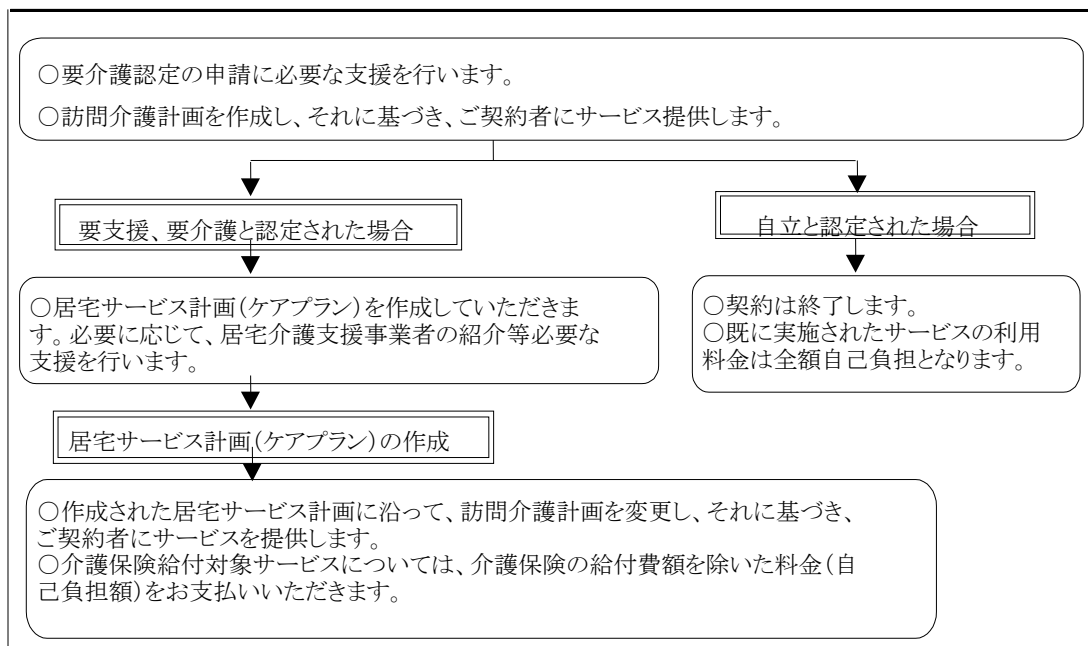 ○要介護認定の申請に必要な支援を行います。
○訪問介護計画を作成し、それに基づき、ご契約者にサービス提供します。
要支援、要介護と認定された場合
自立と認定された場合
○居宅サービス計画(ケアプラン)を作成していただきま
す。必要に応じて、居宅介護支援事業者の紹介等必要な
支援を行います。
○契約は終了します。
○既に実施されたサービスの利用
料金は全額自己負担となります。
居宅サービス計画(ケアプラン)の作成
○作成された居宅サービス計画に沿って、訪問介護計画を変更し、それに基づき、
ご契約者にサービスを提供します。
○介護保険給付対象サービスについては、介護保険の給付費額を除いた料金(自
己負担額)をお支払いいただきます。